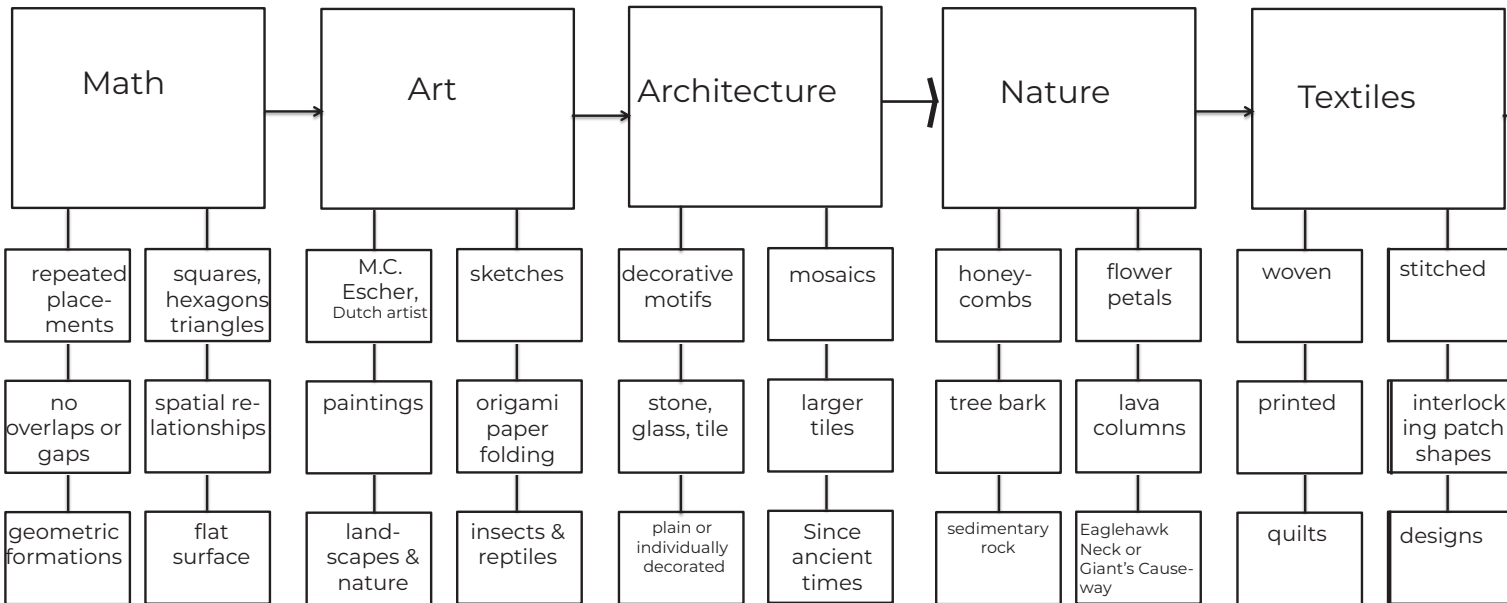 Math
Art
Architecture
Nature
Textiles
repeated
place-
ments
squares,
hexagons
triangles
M.C.
Escher,
Dutch artist
sketches
decorative
motifs
mosaics
honey-
combs
flower
petals
woven
stitched
no
overlaps or
gaps
spatial re-
lationships
paintings
origami
paper
folding
stone,
glass, tile
larger
tiles
tree bark
lava
columns
printed
interlock
ing patch
shapes
geometric
formations
flat
surface
land-
scapes &
nature
insects &
reptiles
plain or
individually
decorated
Since
ancient
times
sedimentary
rock
Eaglehawk
Neck or
Giant's Cause-
way
quilts
designs